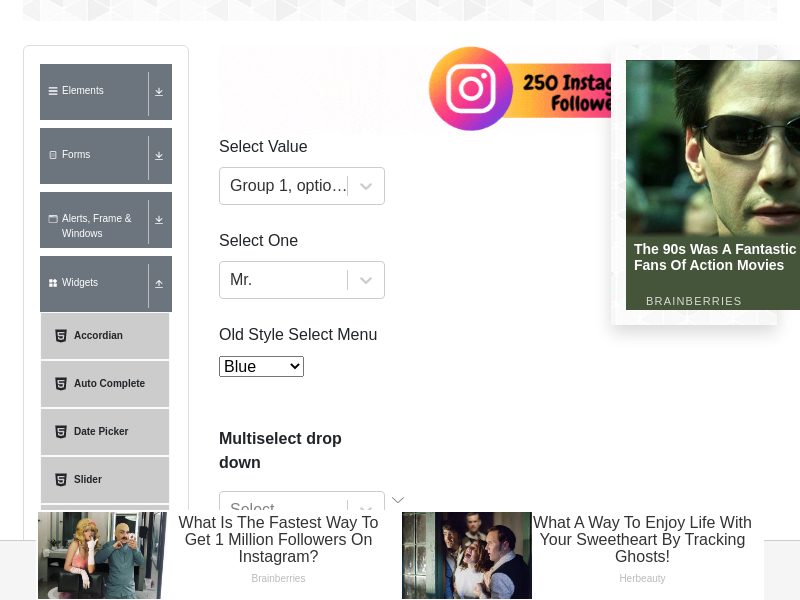 Elements
Forms
Alerts, Frame &
Windows
Widgets
Accordian
Auto Complete
Date Picker
Slider
250 Instag
Followe
Select Value
Group 1, optio…
Select One
Mr.
Old Style Select Menu
Blue
Multiselect drop
down
Select...
The 90s Was A Fantastic
Fans Of Action Movies
BRAINBERRIES
What Is The Fastest Way To
Get 1 Million Followers On
Instagram?
Brainberries
What A Way To Enjoy Life With
Your Sweetheart By Tracking
Ghosts!
Herbeauty